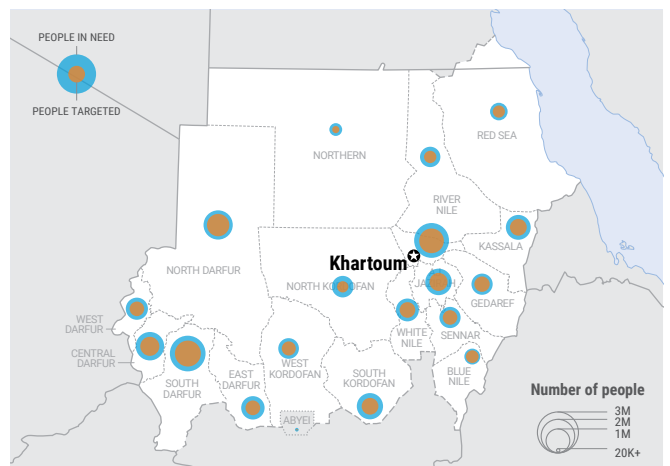 PEOPLE IN NEED
PEOPLE TARGETED
RED SEA
NORTHERN
RIVER
NILE
KASSALA
Khartoum
NORTH DARFUR
NORTH KORDOFAN
GEDAREF
WEST
DARFUR
CENTRAL
DARFUR
WHITE
NILE
SENNAR
SOUTH
DARFUR
EAST
DARFUR
WEST
KORDOFAN
SOUTH
KORDOFAN
BLUE
NILE
ABYEI
Number of people
3M
2M
1M
20K+